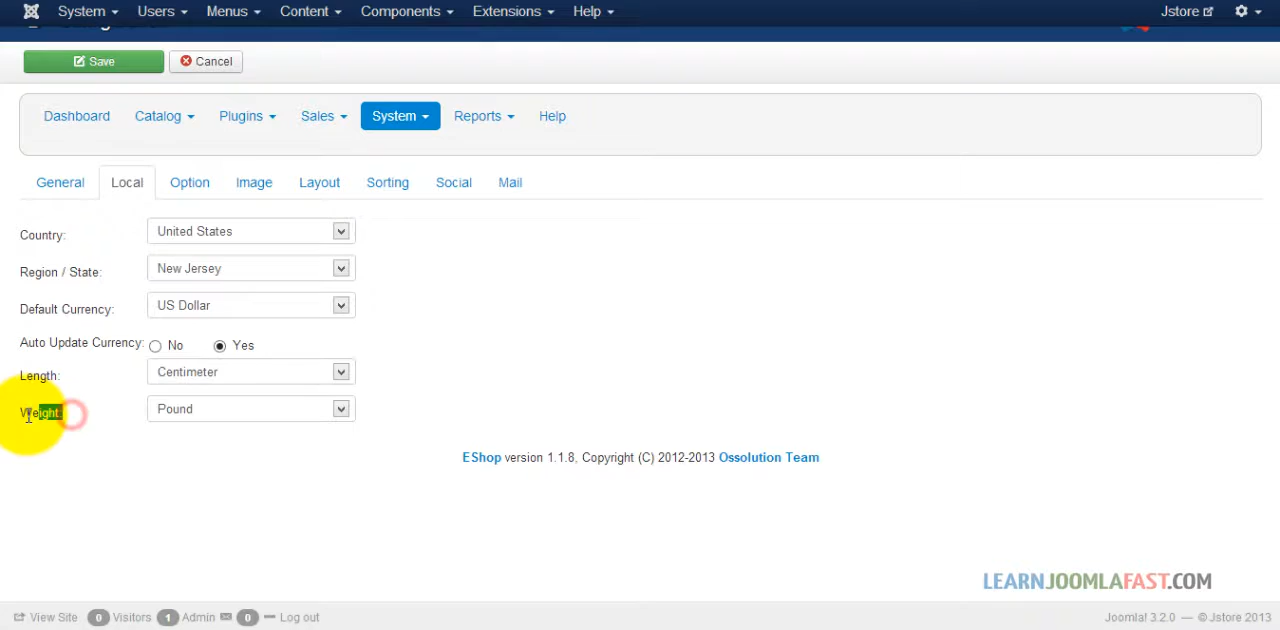 System Users Menus Content Components Extensions Help Jstore
Save Cancel
Dashboard Catalog Plugins Sales System Reports Help
General Local Option Image Layout Sorting Social Mail
Country: United States
Region / State: New Jersey
Default Currency: US Dollar
Auto Update Currency: No Yes
Length: Centimeter
Weight: Pound
EShop version 1.1.8, Copyright (C) 2012-2013 Ossolution Team
LEARNJOOMLAFAST.COM
View Site 0 Visitors 1 Admin 0 Log out Joomla! 3.2.0 — © Jstore 2013